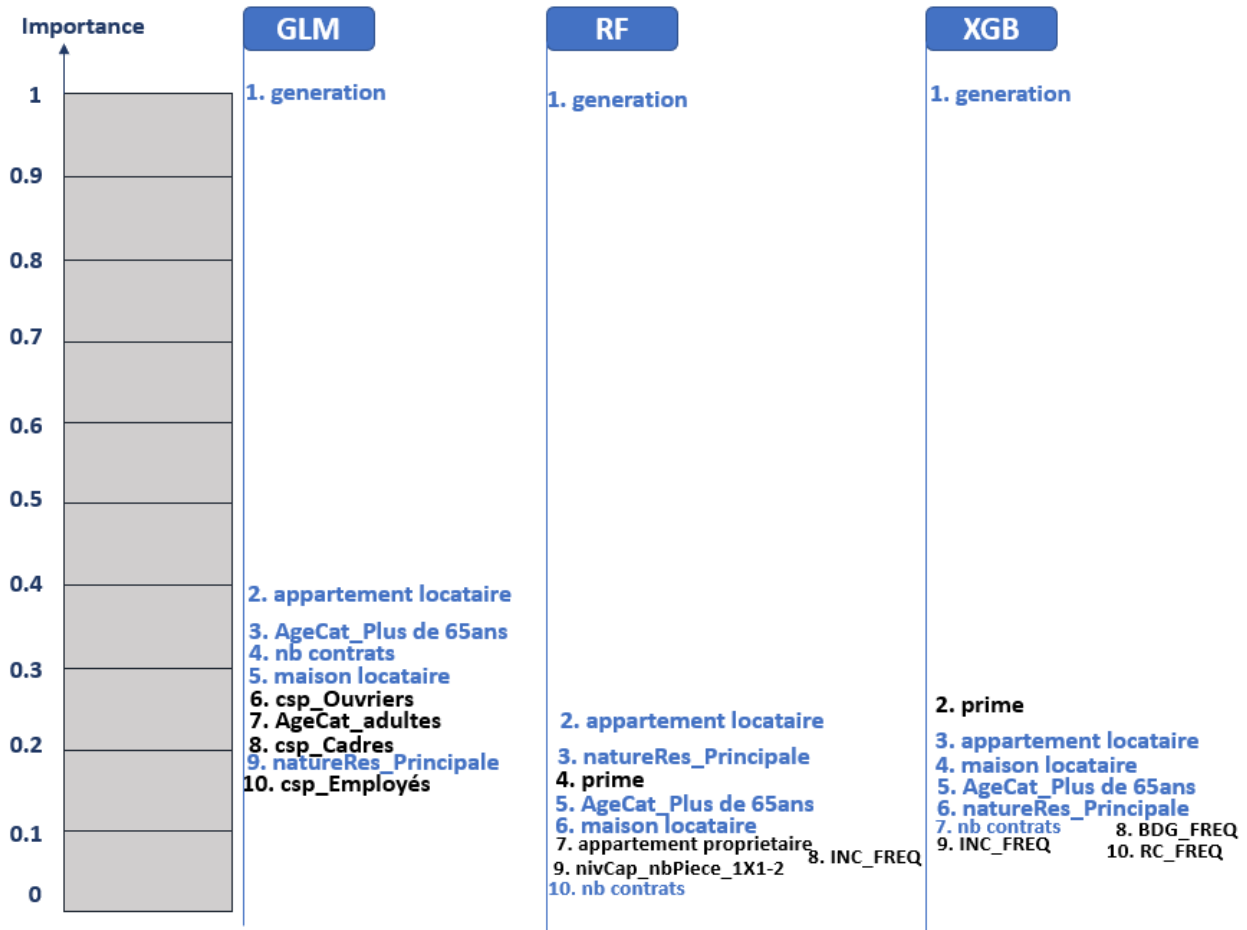 Importance
GLM
RF
XGB
1
0.9
0.8
0.7
0.6
0.5
0.4
0.3
0.2
0.1
0
1. generation
2. appartement locataire
3. AgeCat_Plus de 65ans
4. nb contrats
5. maison locataire
6. csp_Ouvriers
7. AgeCat_adultes
8. csp_Cadres
9. natureRes_Principale
10. csp_Employés
1. generation
2. appartement locataire
3. natureRes_Principale
4. prime
5. AgeCat_Plus de 65ans
6. maison locataire
7. appartement proprietaire
8. INC_FREQ
9. nivCap_nbPiece_1X1-2
10. nb contrats
1. generation
2. prime
3. appartement locataire
4. maison locataire
5. AgeCat_Plus de 65ans
6. natureRes_Principale
7. nb contrats
8. BDG_FREQ
9. INC_FREQ
10. RC_FREQ